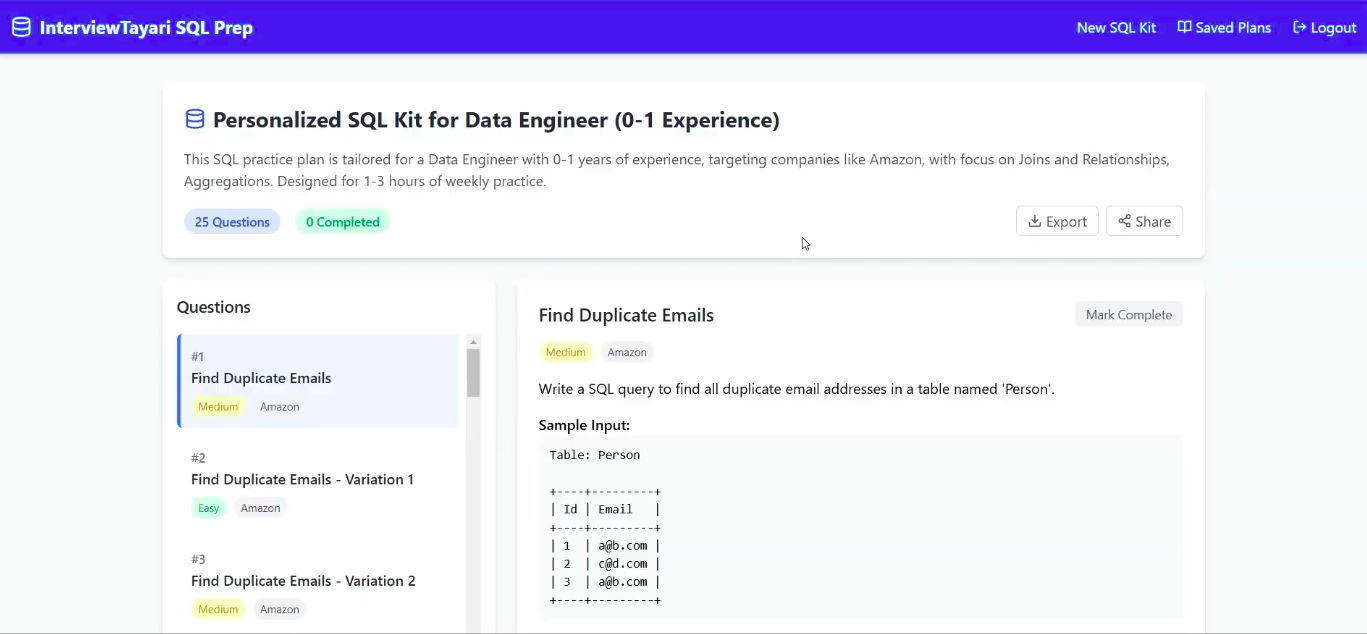 InterviewTayari SQL Prep
New SQL Kit
Saved Plans
Logout
Personalized SQL Kit for Data Engineer (0-1 Experience)
This SQL practice plan is tailored for a Data Engineer with 0-1 years of experience, targeting companies like Amazon, with focus on Joins and Relationships,
Aggregations. Designed for 1-3 hours of weekly practice.
25 Questions
0 Completed
Export
Share
Questions
#1
Find Duplicate Emails
Medium
Amazon
#2
Find Duplicate Emails - Variation 1
Easy
Amazon
#3
Find Duplicate Emails - Variation 2
Medium
Amazon
Find Duplicate Emails
Mark Complete
Medium
Amazon
Write a SQL query to find all duplicate email addresses in a table named 'Person'.
Sample Input:
Table: Person
+----+---------+
| Id | Email   |
+----+---------+
| 1  | a@b.com |
| 2  | c@d.com |
| 3  | a@b.com |
+----+---------+